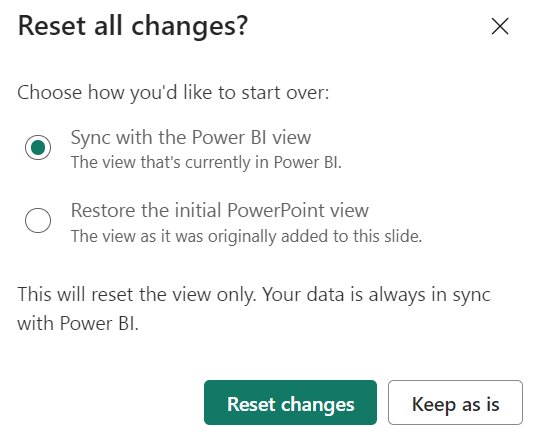 Reset all changes?
Choose how you'd like to start over:
Sync with the Power BI view
The view that's currently in Power BI.
Restore the initial PowerPoint view
The view as it was originally added to this slide.
This will reset the view only. Your data is always in sync
with Power BI.
Reset changes
Keep as is